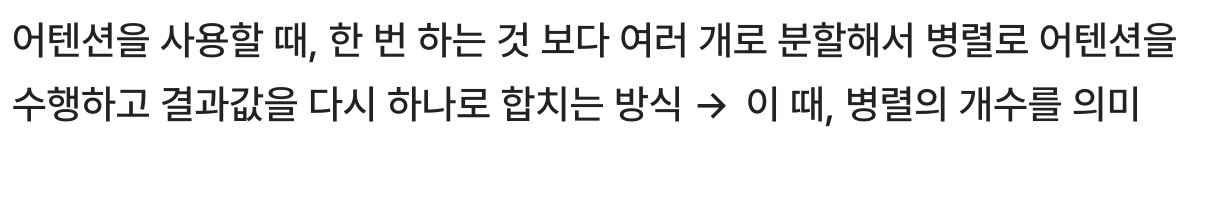 어텐션을 사용할 때, 한 번 하는 것 보다 여러 개로 분할해서 병렬로 어텐션을
수행하고 결과값을 다시 하나로 합치는 방식 → 이 때, 병렬의 개수를 의미